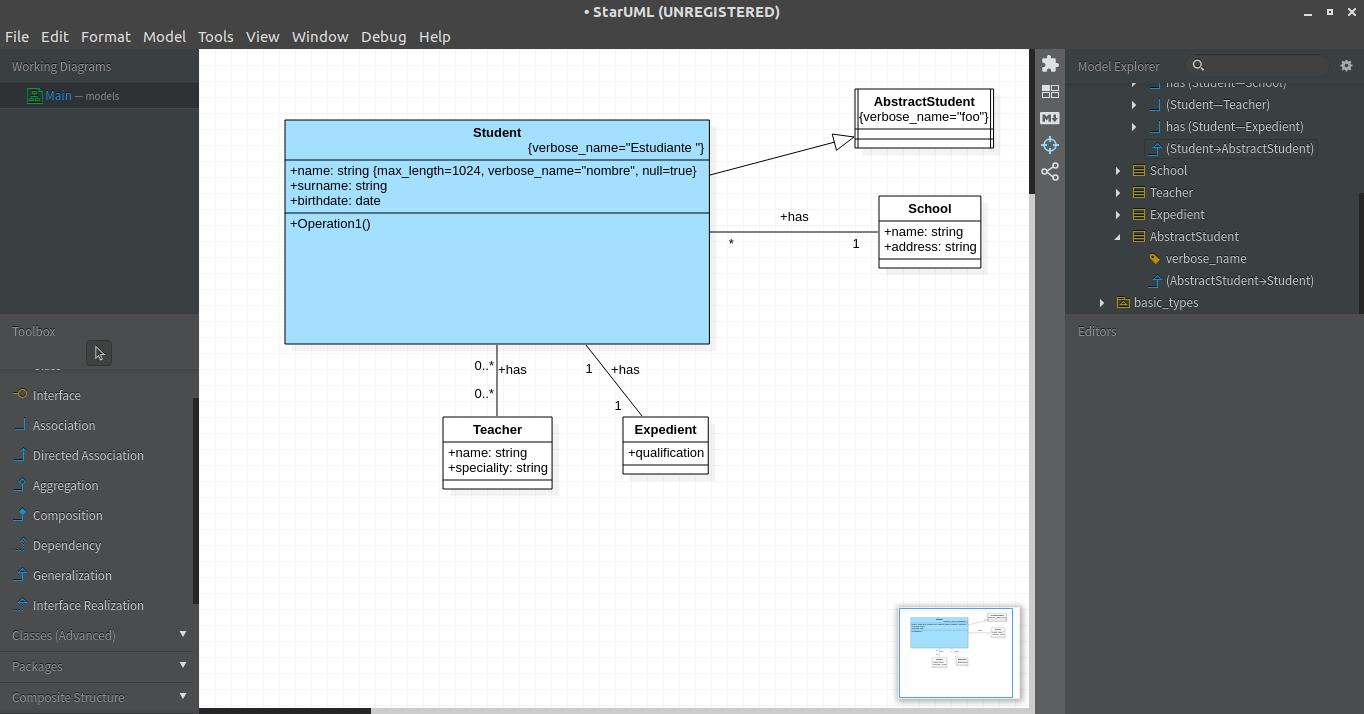 • StarUML (UNREGISTERED)
File Edit Format Model Tools View Window Debug Help
Working Diagrams
Main — models
Toolbox
Interface
Association
Directed Association
Aggregation
Composition
Dependency
Generalization
Interface Realization
Classes (Advanced)
Packages
Composite Structure
Student
{verbose_name="Estudiante "}
+name: string {max_length=1024, verbose_name="nombre", null=true}
+surname: string
+birthdate: date
+Operation1()
AbstractStudent
{verbose_name="foo"}
+has
* 1
School
+name: string
+address: string
0..* +has
0..*
1 +has
1
Teacher
+name: string
+speciality: string
Expedient
+qualification
M
Model Explorer
has (Student—School)
(Student—Teacher)
has (Student—Expedient)
(Student→AbstractStudent)
School
Teacher
Expedient
AbstractStudent
verbose_name
(AbstractStudent→Student)
basic_types
Editors